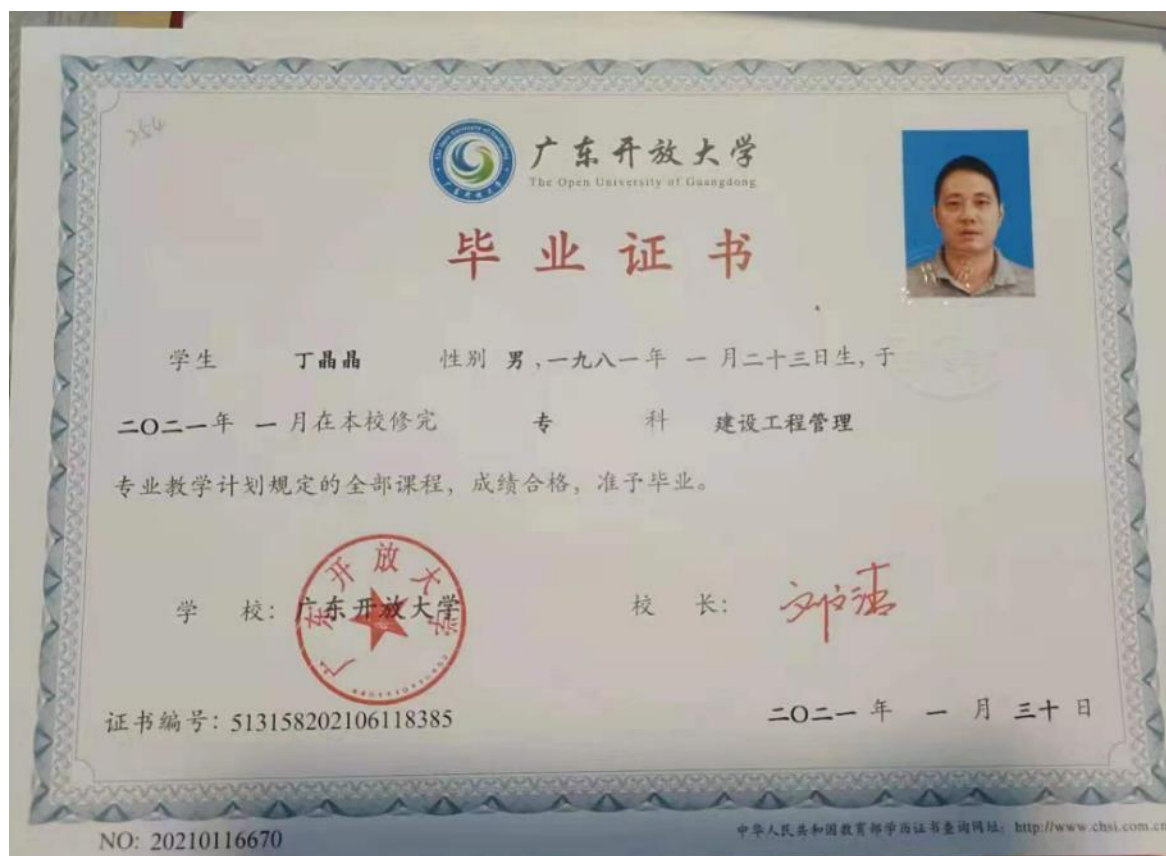 254
广东开放大学
The Open University of Guangdong
毕业证书
学生 丁晶晶 性别 男,一九八一年 一 月二十三日生,于
二〇二一年 一 月在本校修完 专 科 建设工程管理
专业教学计划规定的全部课程,成绩合格,准予毕业。
学 校:广东开放大学
广东开放大学
校 长:
证书编号:513158202106118385
二〇二一 年 一 月 三十 日
NO: 20210116670
中华人民共和国教育部学历证书查询网址:http://www.chsi.com.cn